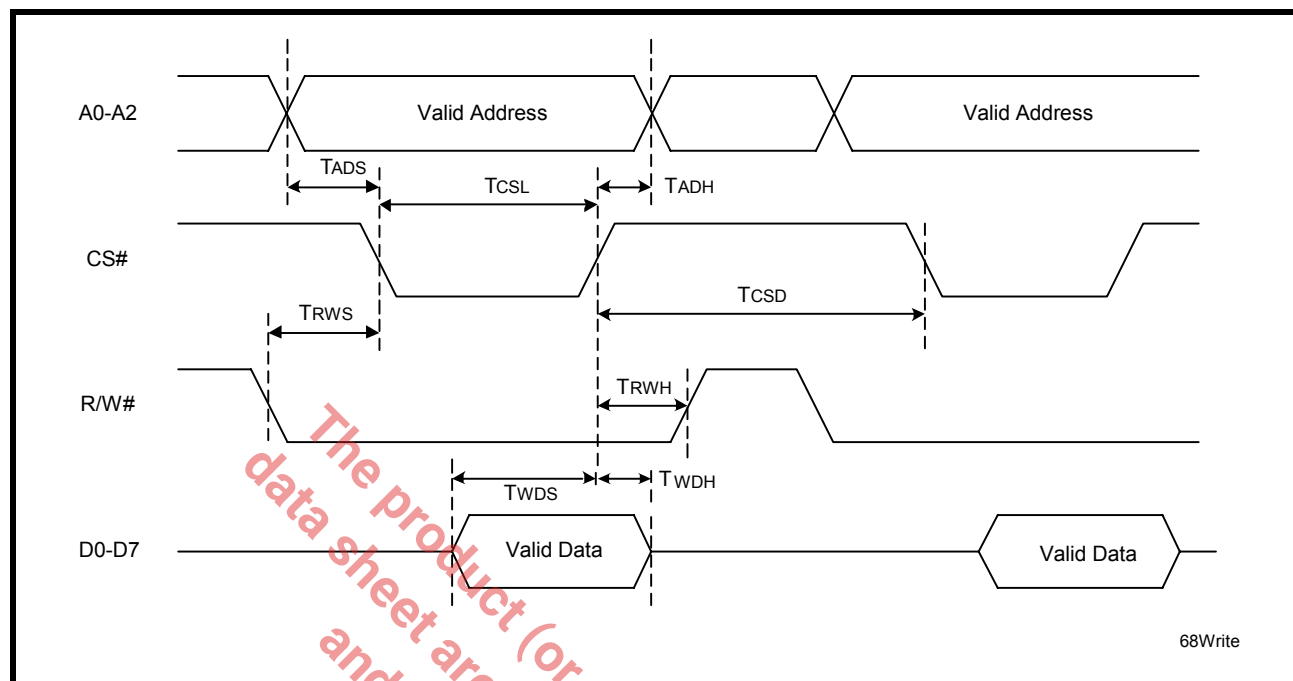 A0-A2
Valid Address
Valid Address
TADS
TCSL
TADH
CS#
TCSD
TRWS
TRWH
R/W#
TWDS
TWDH
D0-D7
Valid Data
Valid Data
68Write
The product (or
data sheet are
and